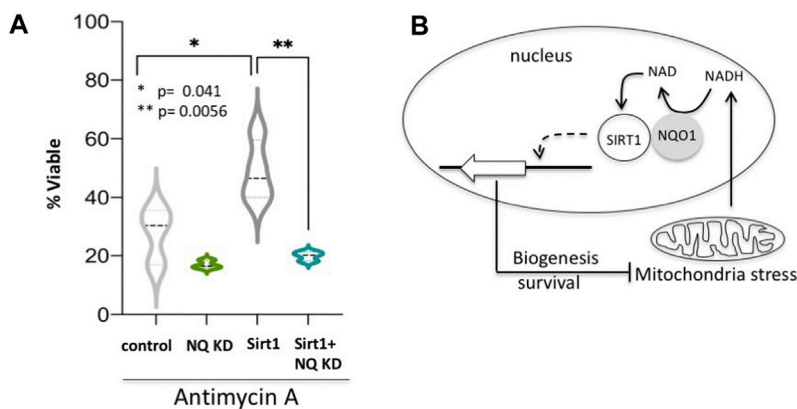 A
% Viable
100
80
60
40
20
0
*
**
* p= 0.041
** p= 0.0056
control
NQ KD
Sirt1
Sirt1+
NQ KD
Antimycin A
B
nucleus
NAD
NADH
SIRT1
NQO1
Biogenesis
survival
Mitochondria stress